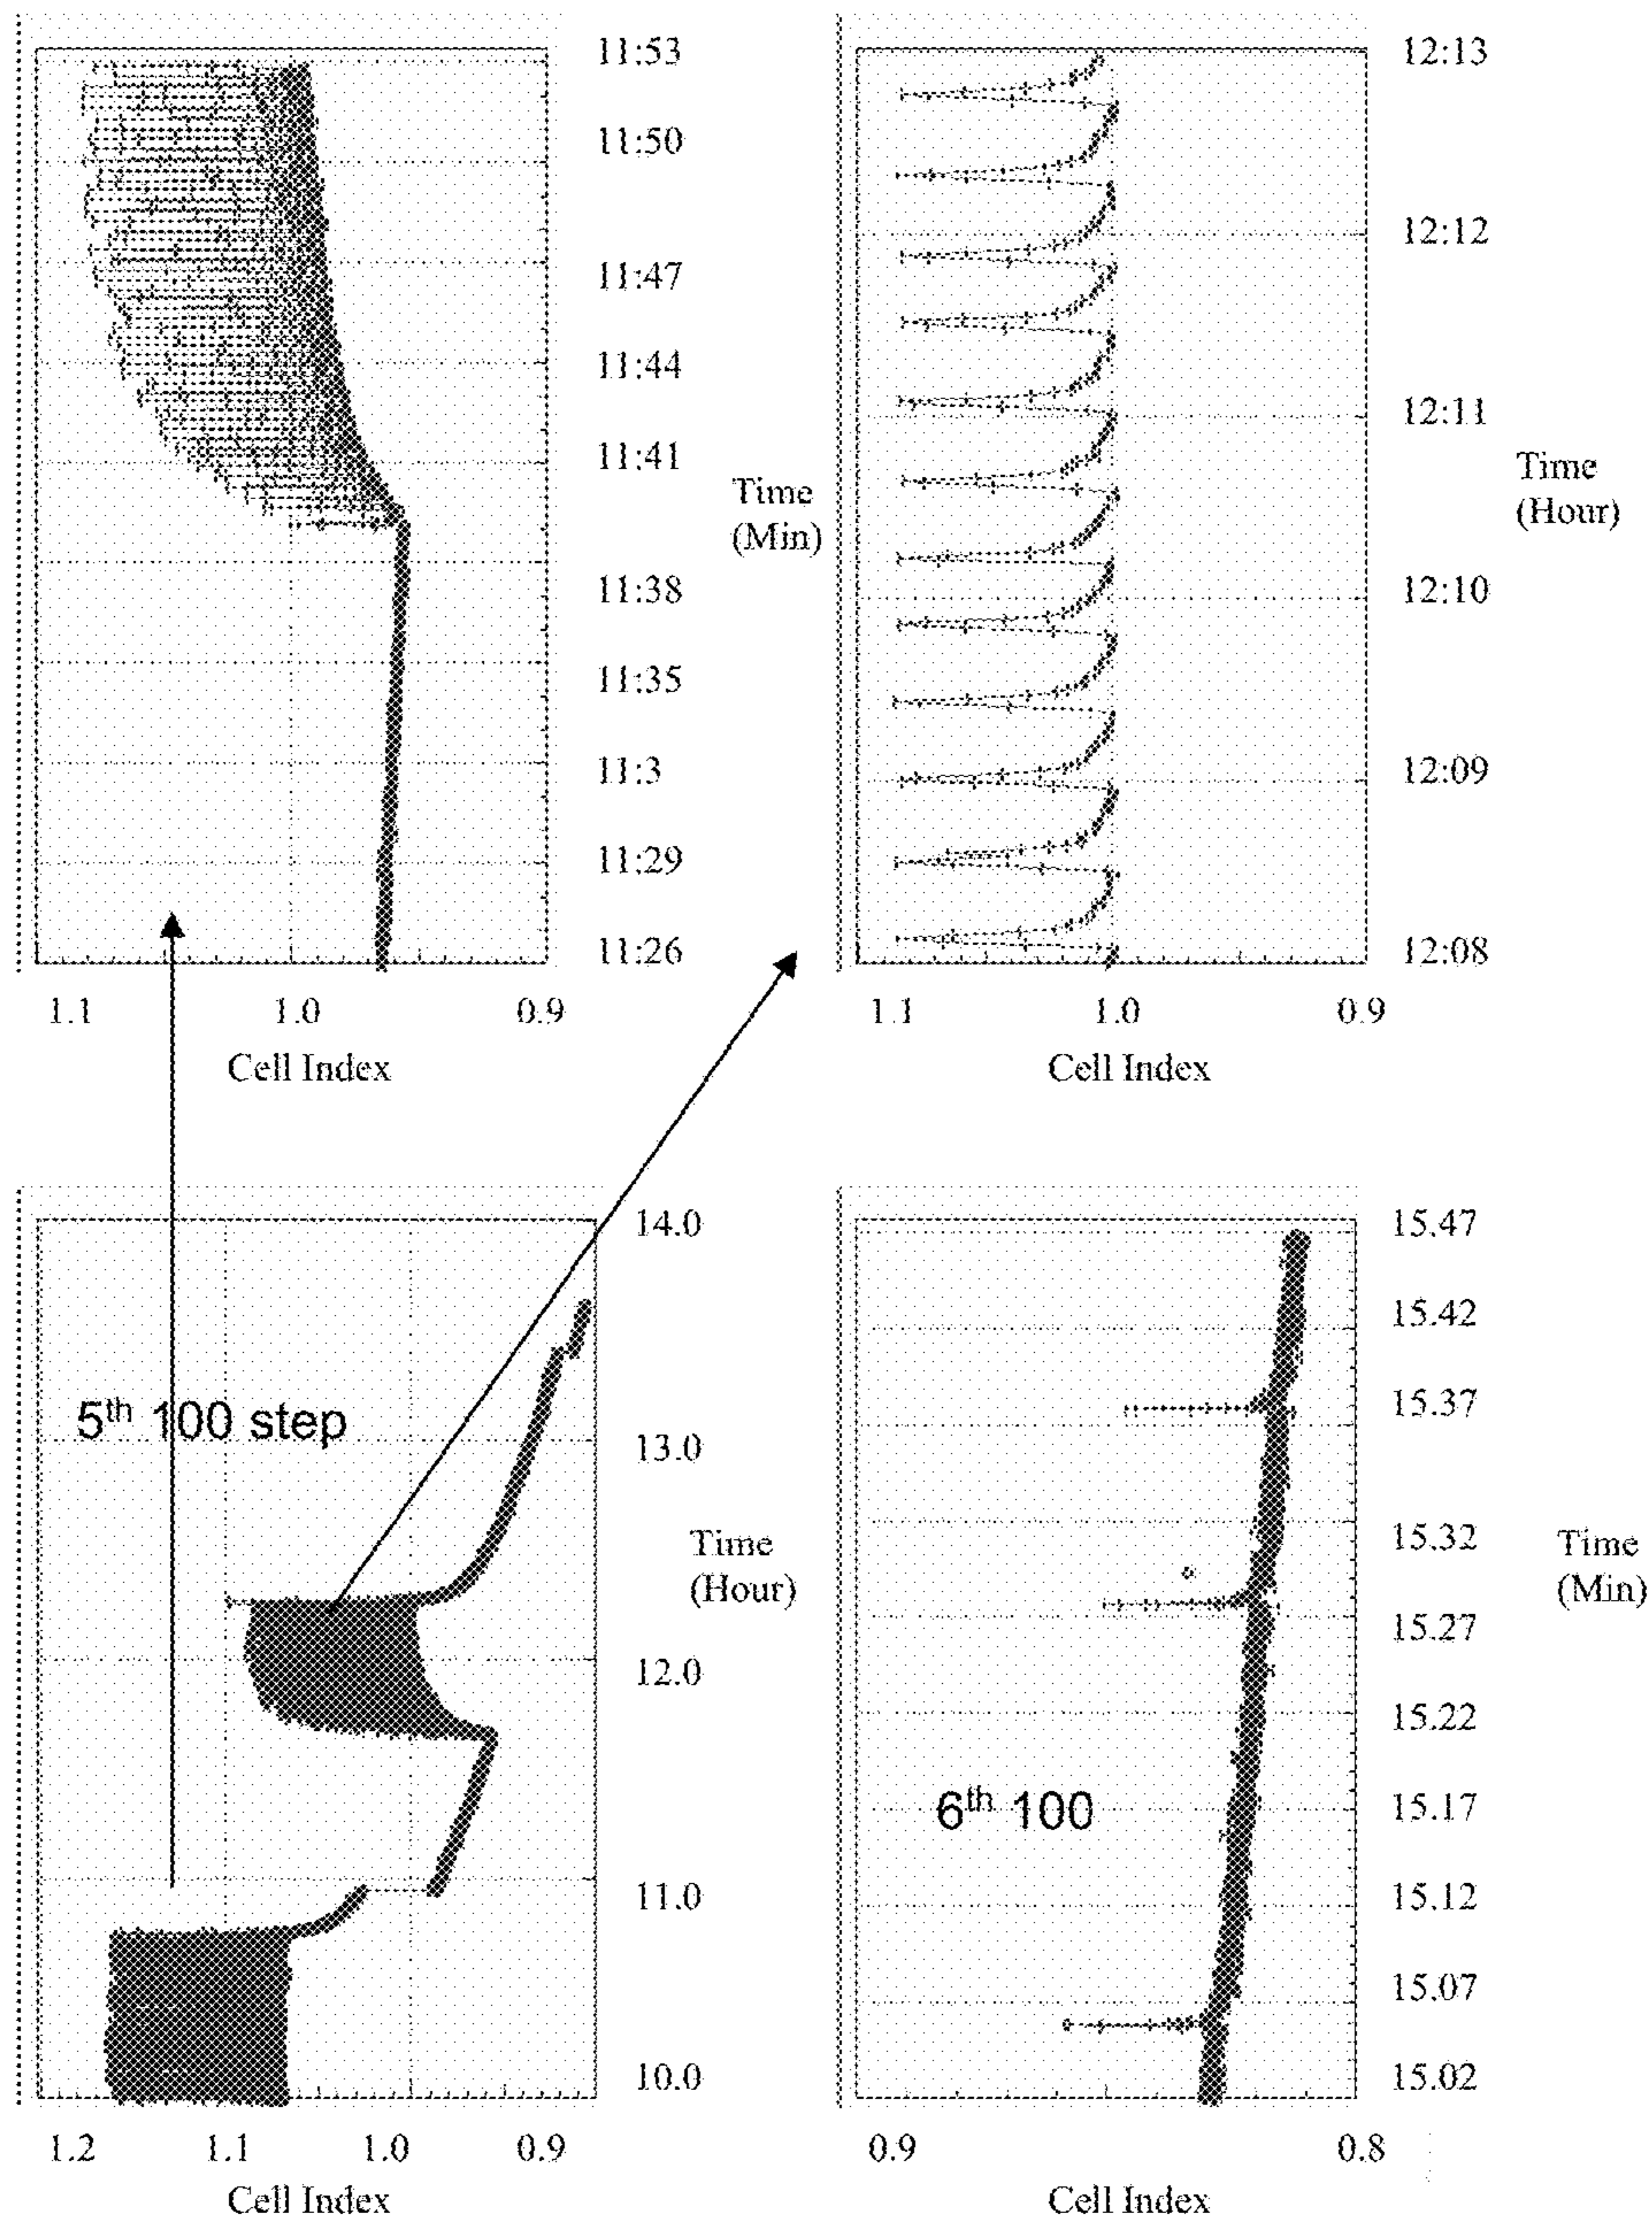 11:53
11:50
11:47
11:44
11:41
11:38
11:35
11:3
11:29
11:26
Time
(Min)
1.1 1.0 0.9
Cell Index
12:13
12:12
12:11
12:10
12:09
12:08
Time
(Hour)
1.1 1.0 0.9
Cell Index
14.0
13.0
12.0
11.0
10.0
5th 100 step
Time
(Hour)
1.2 1.1 1.0 0.9
Cell Index
15.47
15.42
15.37
15.32
15.27
15.22
15.17
15.12
15.07
15.02
6th 100
Time
(Min)
0.9 0.8
Cell Index